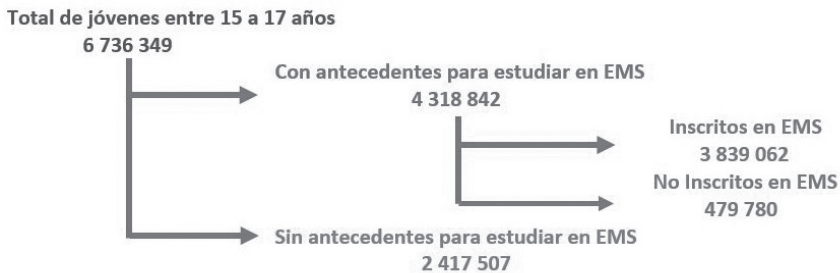 Total de jóvenes entre 15 a 17 años
6 736 349
Con antecedentes para estudiar en EMS
4 318 842
Inscritos en EMS
3 839 062
No Inscritos en EMS
479 780
Sin antecedentes para estudiar en EMS
2 417 507